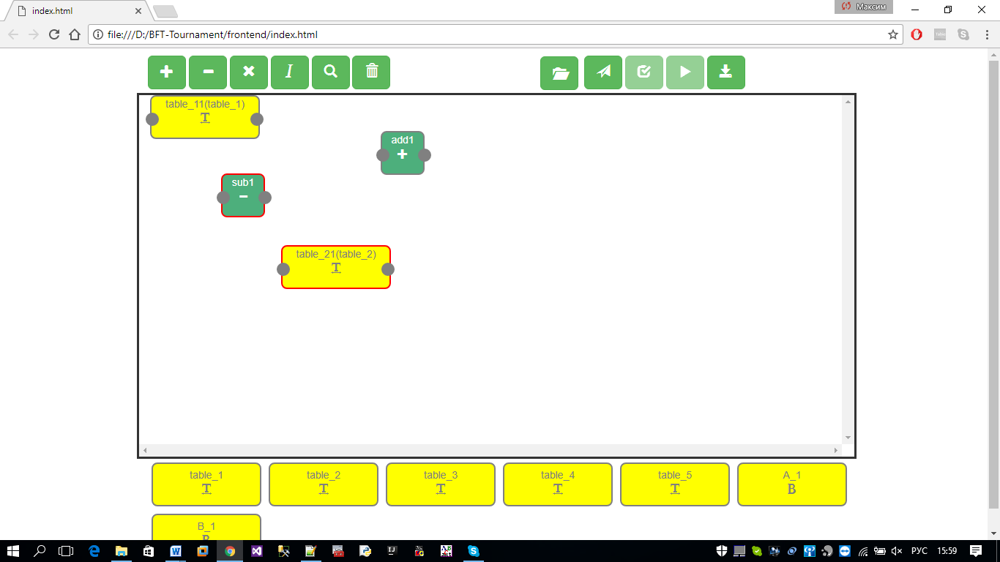 index.html
Максим
file:///D:/BFT-Tournament/frontend/index.html
table_11(table_1)
T
add1
sub1
table_21(table_2)
T
table_1 table_2 table_3 table_4 table_5 A_1
T T T T T B
B_1
РУС 15:59